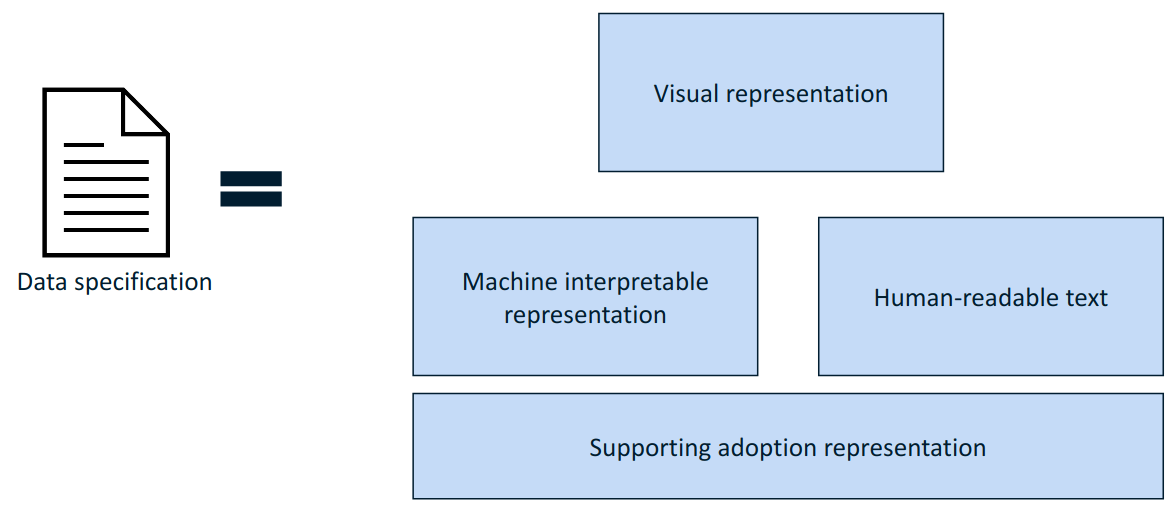 Visual representation
Data specification
Machine interpretable
representation
Human-readable text
Supporting adoption representation